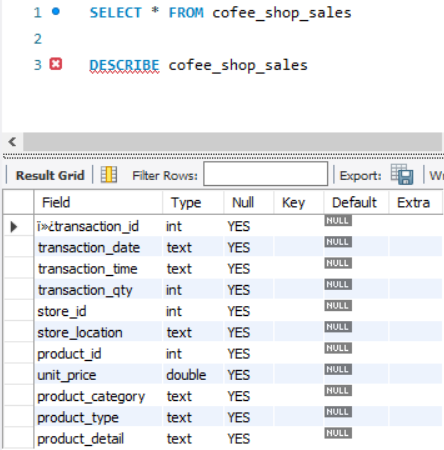 1 SELECT * FROM cofee_shop_sales
2
3 DESCRIBE cofee_shop_sales
Result Grid Filter Rows: Export: Wr
Field Type Null Key Default Extra
ï»¿transaction_id int YES NULL
transaction_date text YES NULL
transaction_time text YES NULL
transaction_qty int YES NULL
store_id int YES NULL
store_location text YES NULL
product_id int YES NULL
unit_price double YES NULL
product_category text YES NULL
product_type text YES NULL
product_detail text YES NULL